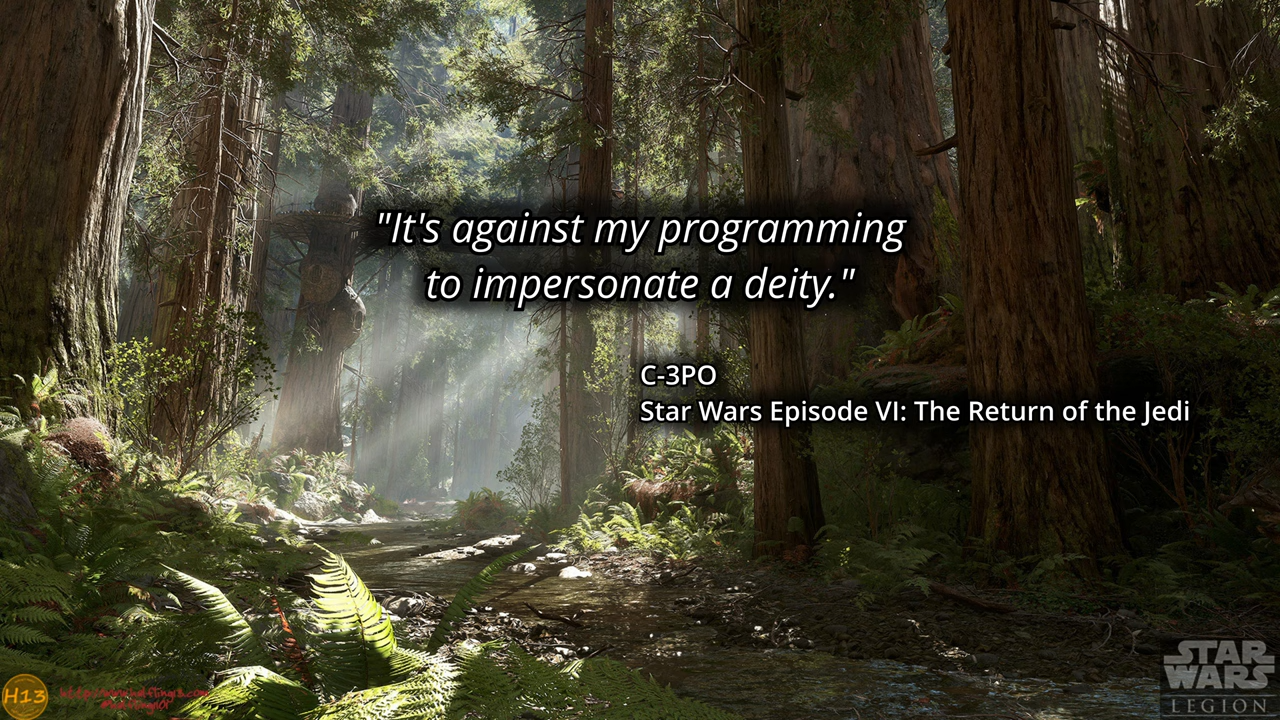 "It's against my programming
to impersonate a deity."
C-3PO
Star Wars Episode VI: The Return of the Jedi
H13
STAR
WARS
LEGION